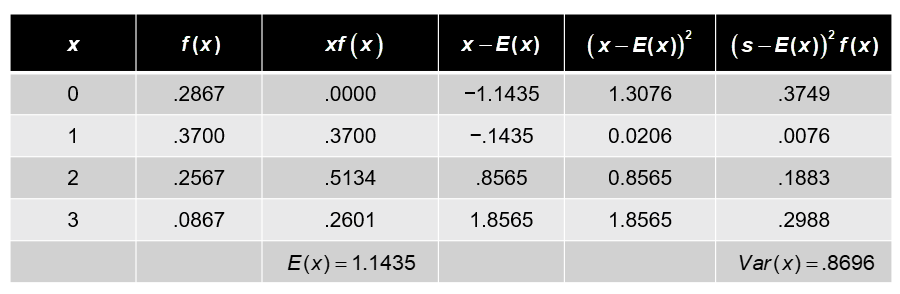 x f(x) xf(x) x – E(x) (x – E(x))² (s – E(x))² f(x)
0 .2867 .0000 −1.1435 1.3076 .3749
1 .3700 .3700 −.1435 0.0206 .0076
2 .2567 .5134 .8565 0.8565 .1883
3 .0867 .2601 1.8565 1.8565 .2988
E(x) = 1.1435 Var(x) = .8696